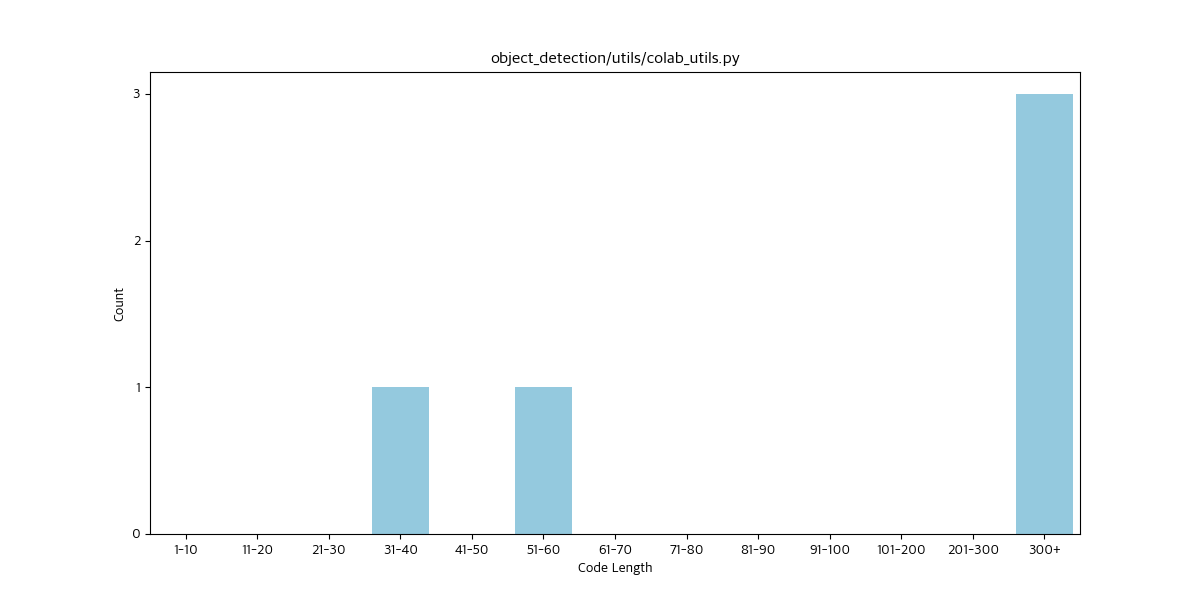 object_detection/utils/colab_utils.py
3
2
1
0
Count
1-10 11-20 21-30 31-40 41-50 51-60 61-70 71-80 81-90 91-100 101-200 201-300 300+
Code Length